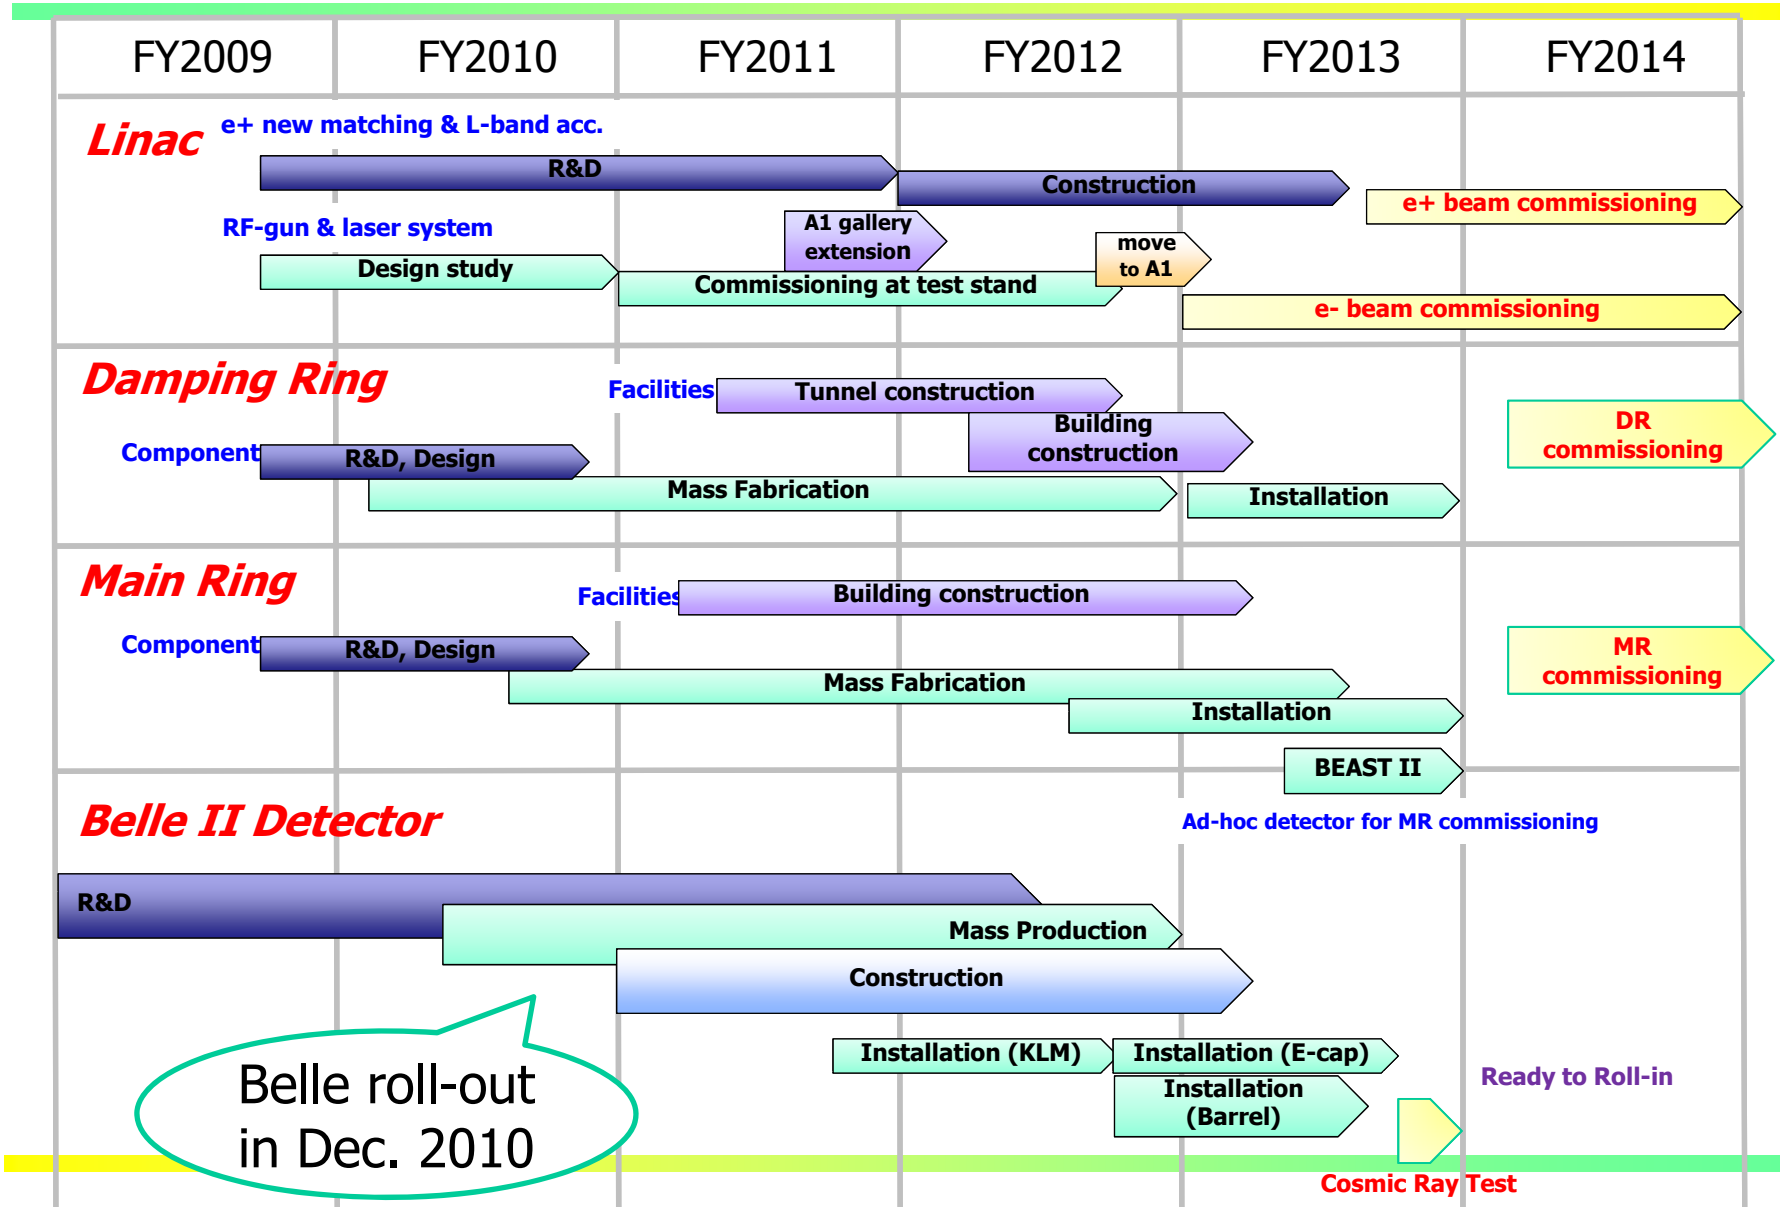 FY2009 FY2010 FY2011 FY2012 FY2013 FY2014
Linac
e+ new matching & L-band acc.
R&D
Construction
e+ beam commissioning
RF-gun & laser system
A1 gallery
extension
move
to A1
Design study
Commissioning at test stand
e- beam commissioning
Damping Ring
Facilities
Tunnel construction
Building
construction
DR
commissioning
Component
R&D, Design
Mass Fabrication
Installation
Main Ring
Facilities
Building construction
Component
R&D, Design
MR
commissioning
Mass Fabrication
Installation
BEAST II
Belle II Detector
Ad-hoc detector for MR commissioning
R&D
Mass Production
Construction
Installation (KLM)
Installation (E-cap)
Installation
(Barrel)
Ready to Roll-in
Belle roll-out
in Dec. 2010
Cosmic Ray Test